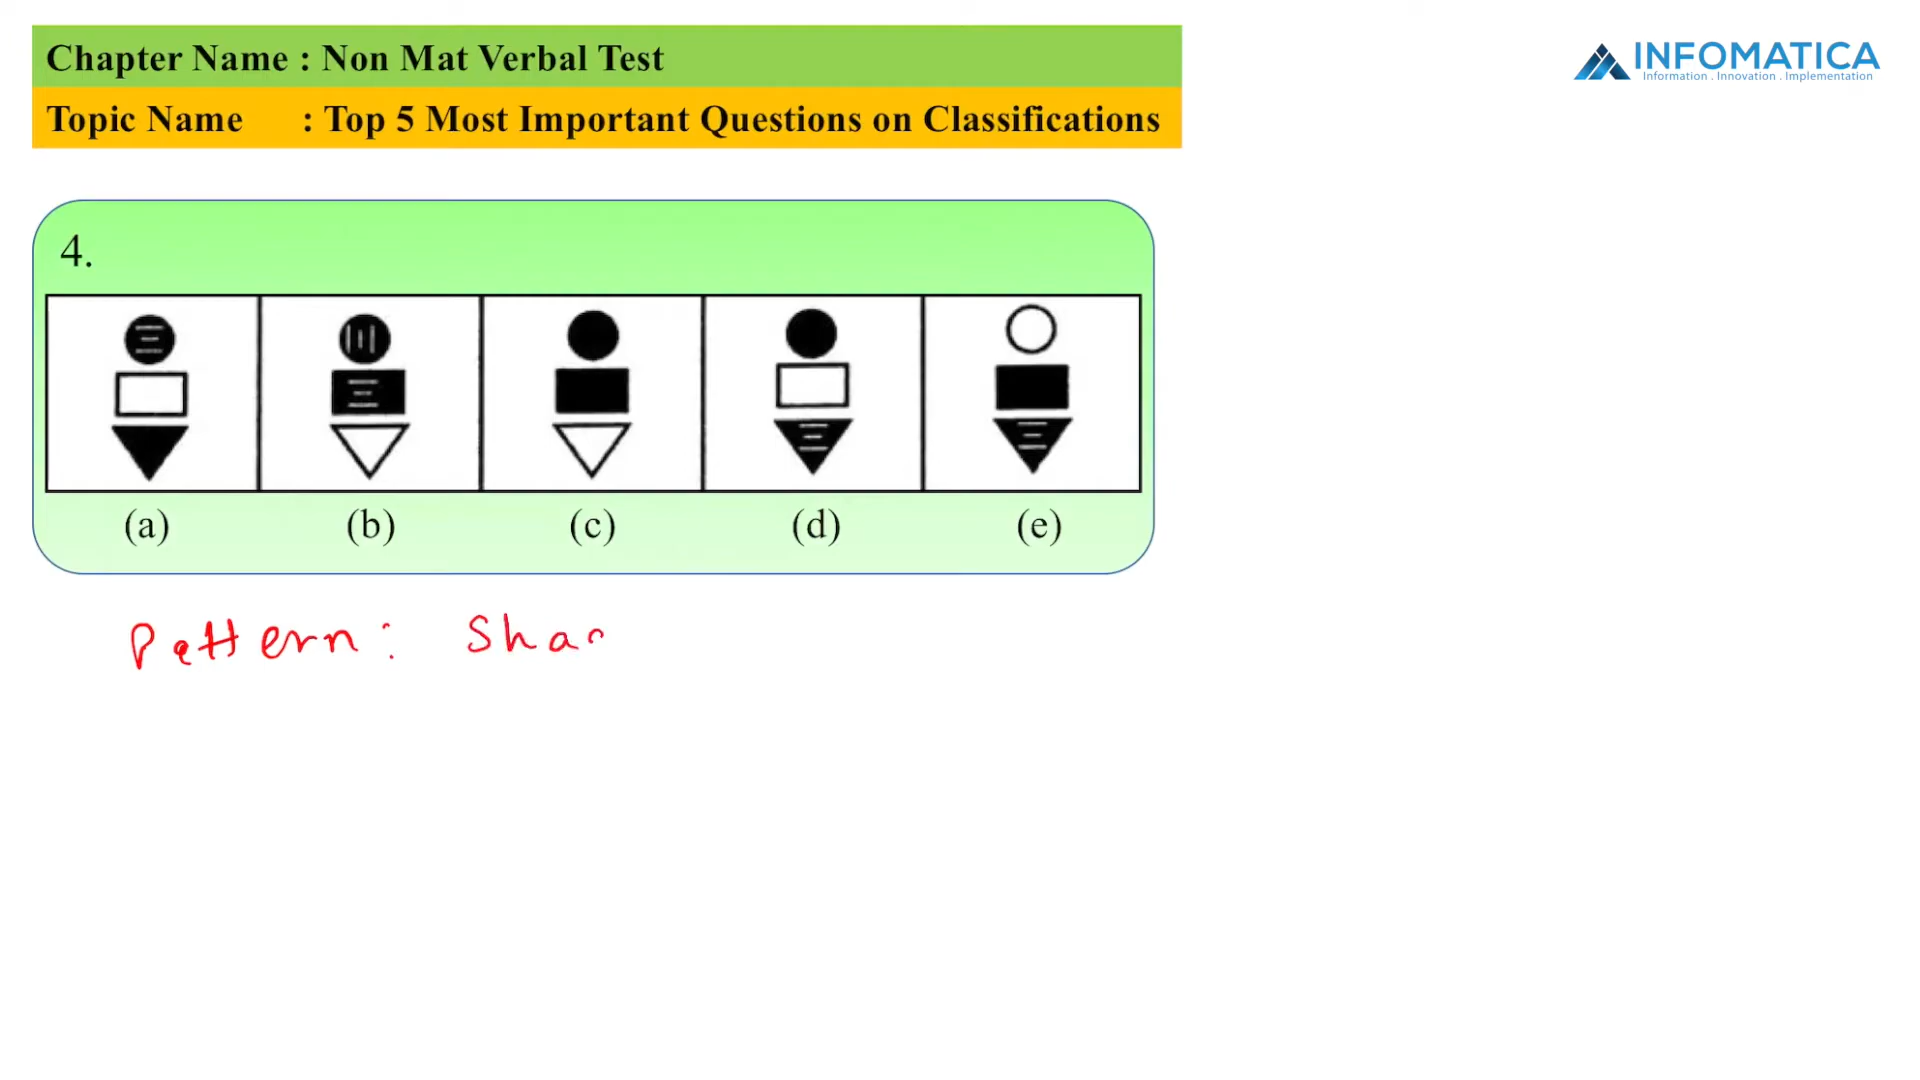 Chapter Name : Non Mat Verbal Test
INFOMATICA
Information . Innovation . Implementation
Topic Name : Top 5 Most Important Questions on Classifications
4.
(a) (b) (c) (d) (e)
Pattern: Sha